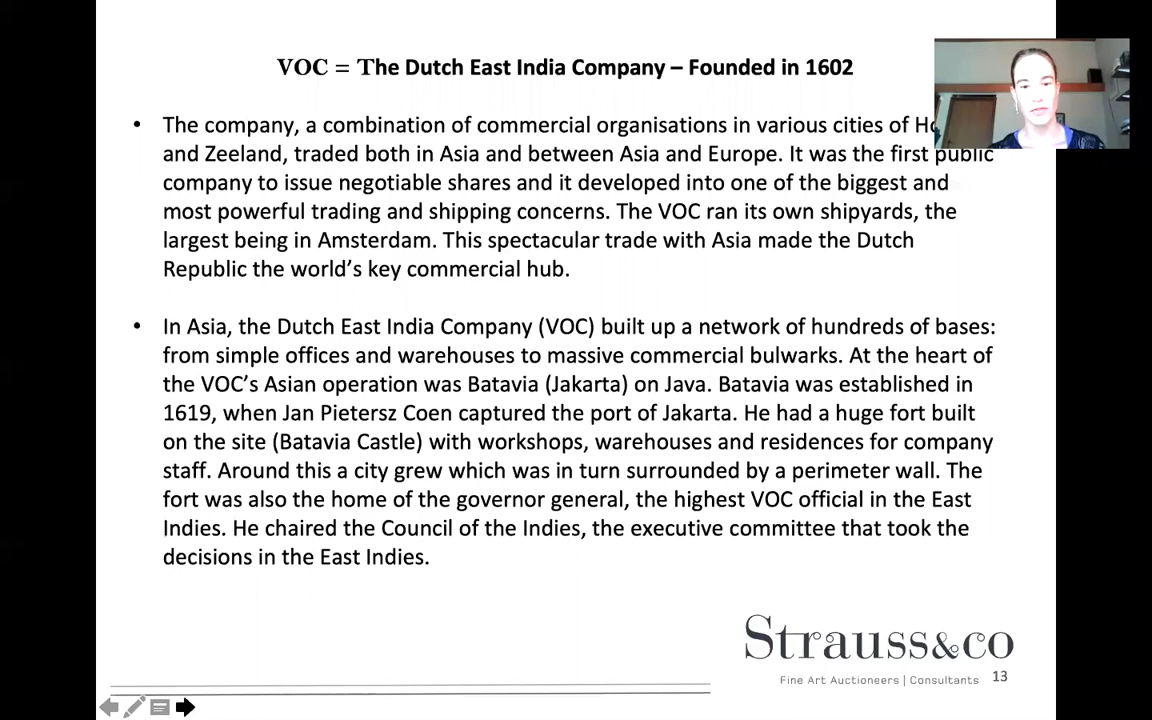 VOC = The Dutch East India Company – Founded in 1602
• The company, a combination of commercial organisations in various cities of
and Zeeland, traded both in Asia and between Asia and Europe. It was the first public
company to issue negotiable shares and it developed into one of the biggest and
most powerful trading and shipping concerns. The VOC ran its own shipyards, the
largest being in Amsterdam. This spectacular trade with Asia made the Dutch
Republic the world's key commercial hub.
• In Asia, the Dutch East India Company (VOC) built up a network of hundreds of bases:
from simple offices and warehouses to massive commercial bulwarks. At the heart of
the VOC's Asian operation was Batavia (Jakarta) on Java. Batavia was established in
1619, when Jan Pietersz Coen captured the port of Jakarta. He had a huge fort built
on the site (Batavia Castle) with workshops, warehouses and residences for company
staff. Around this a city grew which was in turn surrounded by a perimeter wall. The
fort was also the home of the governor general, the highest VOC official in the East
Indies. He chaired the Council of the Indies, the executive committee that took the
decisions in the East Indies.
Strauss&co
Fine Art Auctioneers | Consultants
13